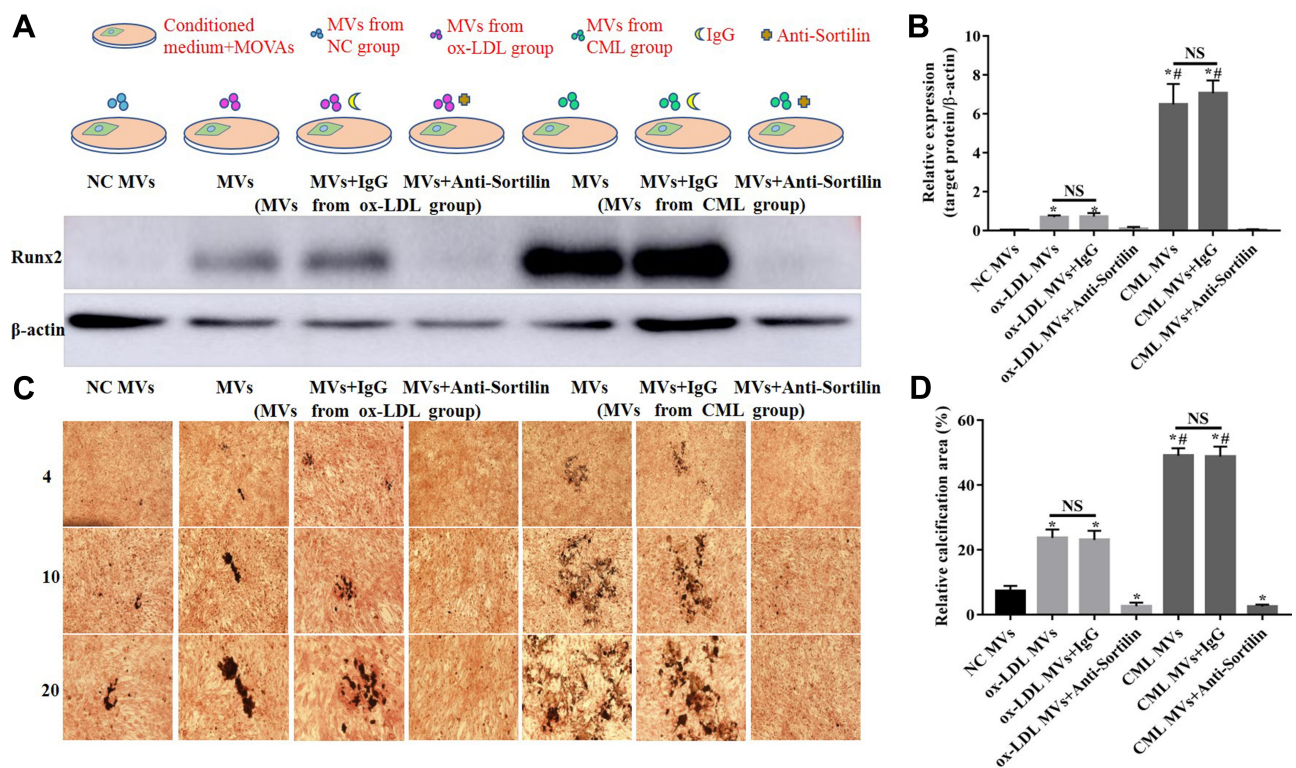 A
Conditioned
medium+MOVAs
MVs from
NC group
MVs from
ox-LDL group
MVs from
CML group
IgG
Anti-Sortilin
NC MVs MVs MVs+IgG MVs+Anti-Sortilin MVs MVs+IgG MVs+Anti-Sortilin
(MVs from ox-LDL group) (MVs from CML group)
Runx2
β-actin
B
Relative expression
(target protein/β-actin)
10
8
6
4
2
0
NS
* *
NS
*# *#
NC MVs
ox-LDL MVs
ox-LDL MVs+IgG
ox-LDL MVs+Anti-Sortilin
CML MVs
CML MVs+IgG
CML MVs+Anti-Sortilin
C
NC MVs MVs MVs+IgG MVs+Anti-Sortilin MVs MVs+IgG MVs+Anti-Sortilin
(MVs from ox-LDL group) (MVs from CML group)
4
10
20
D
Relative calcification area (%)
60
40
20
0
NS
* *
*
NS
*# *#
*
NC MVs
ox-LDL MVs
ox-LDL MVs+IgG
ox-LDL MVs+Anti-Sortilin
CML MVs
CML MVs+IgG
CML MVs+Anti-Sortilin